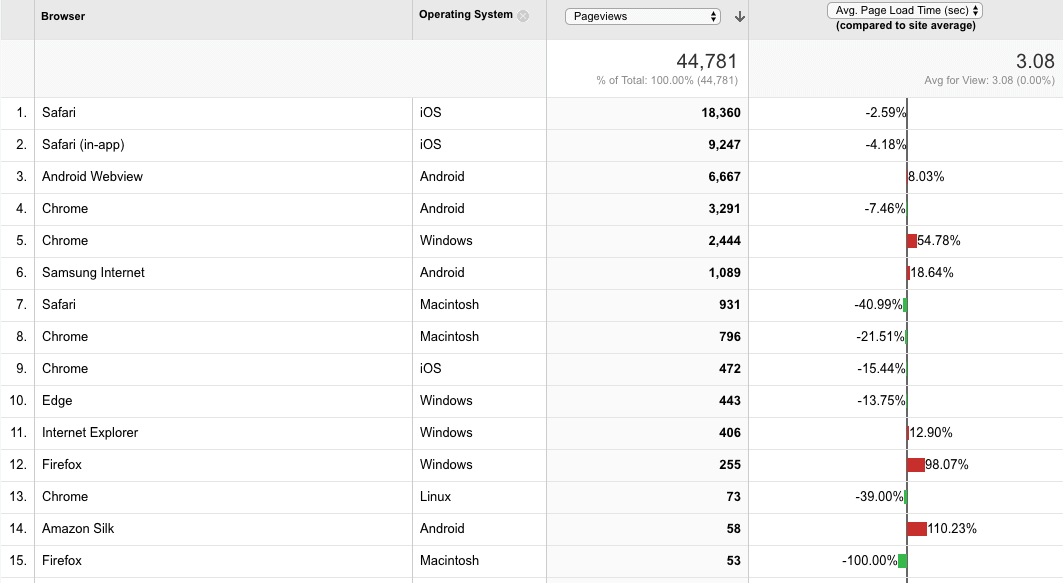 Browser Operating System Pageviews Avg. Page Load Time (sec)
(compared to site average)
44,781 3.08
% of Total: 100.00% (44,781) Avg for View: 3.08 (0.00%)
1. Safari iOS 18,360 -2.59%
2. Safari (in-app) iOS 9,247 -4.18%
3. Android Webview Android 6,667 8.03%
4. Chrome Android 3,291 -7.46%
5. Chrome Windows 2,444 54.78%
6. Samsung Internet Android 1,089 18.64%
7. Safari Macintosh 931 -40.99%
8. Chrome Macintosh 796 -21.51%
9. Chrome iOS 472 -15.44%
10. Edge Windows 443 -13.75%
11. Internet Explorer Windows 406 12.90%
12. Firefox Windows 255 98.07%
13. Chrome Linux 73 -39.00%
14. Amazon Silk Android 58 110.23%
15. Firefox Macintosh 53 -100.00%